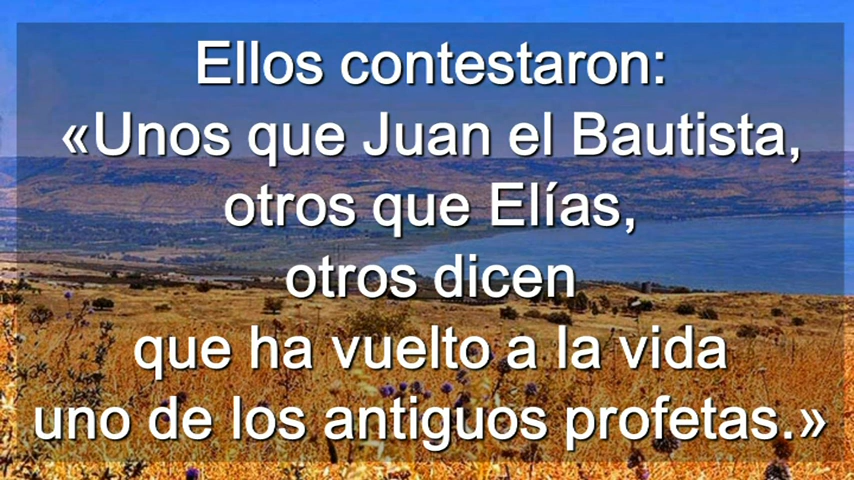 Ellos contestaron:
«Unos que Juan el Bautista,
otros que Elías,
otros dicen
que ha vuelto a la vida
uno de los antiguos profetas.»